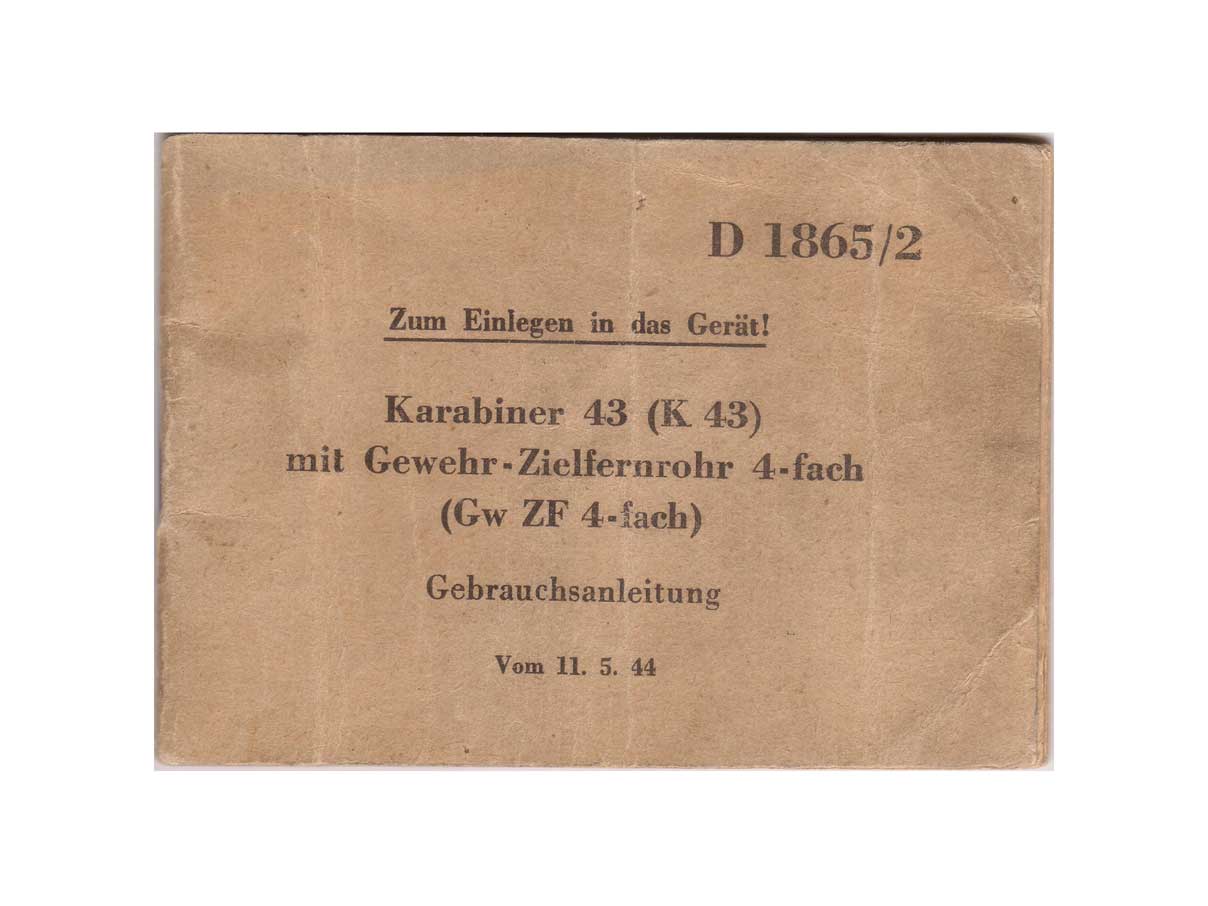 D 1865/2
Zum Einlegen in das Gerät!
Karabiner 43 (K 43)
mit Gewehr-Zielfernrohr 4-fach
(Gw ZF 4-fach)
Gebrauchsanleitung
Vom 11. 5. 44